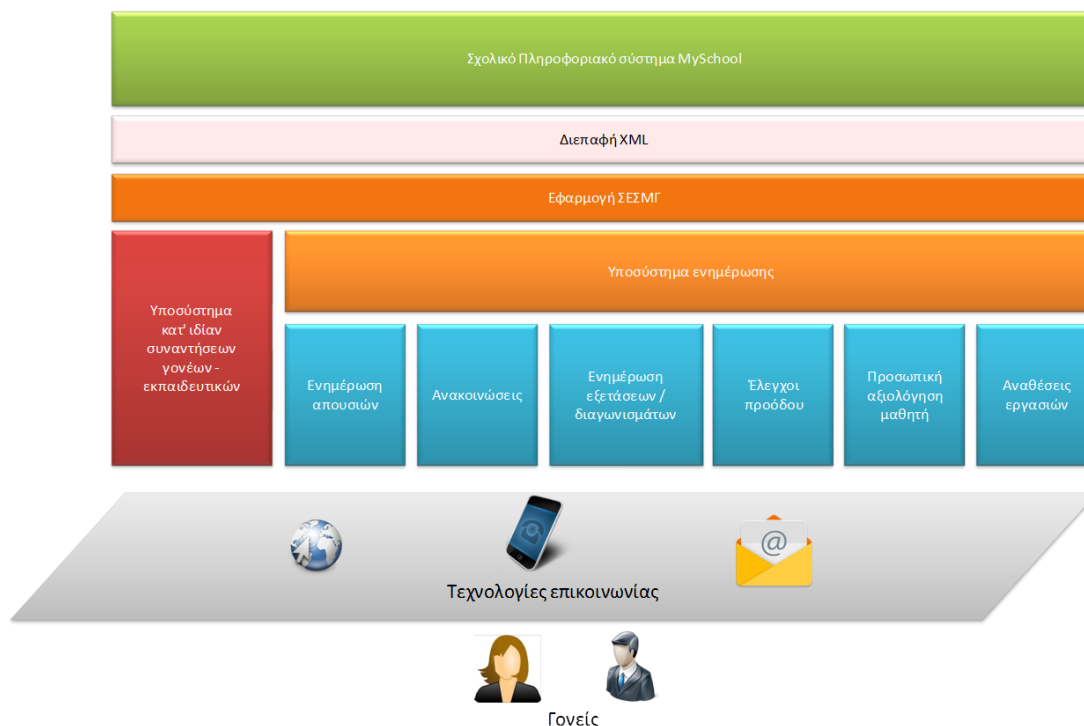 Σχολικό Πληροφοριακό σύστημα MySchool
Διεπαφή XML
Εφαρμογή ΣΕΣΜΓ
Υποσύστημα
κατ' ιδίαν
συναντήσεων
γονέων -
εκπαιδευτικών
Υποσύστημα ενημέρωσης
Ενημέρωση
απουσιών
Ανακοινώσεις
Ενημέρωση
εξετάσεων /
διαγωνισμάτων
Έλεγχοι
προόδου
Προσωπική
αξιολόγηση
μαθητή
Αναθέσεις
εργασιών
@
Τεχνολογίες επικοινωνίας
Γονείς